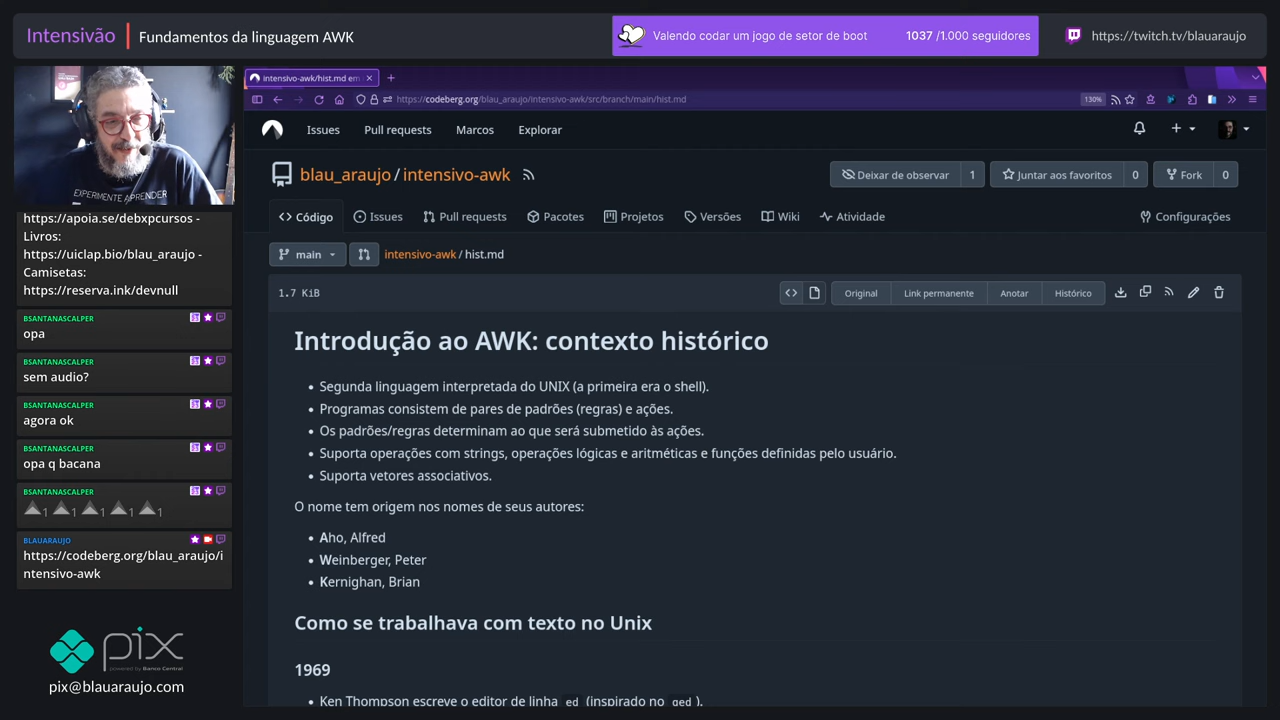 Intensivão
Fundamentos da linguagem AWK
Valendo codar um jogo de setor de boot
1037 /1.000 seguidores
https://twitch.tv/blauaraujo
EXPERIMENTE APRENDER
https://apoia.se/debxpcursos -
Livros:
https://uiclap.bio/blau_araujo -
Camisetas:
https://reserva.ink/devnull
BSANTANASCALPER
opa
BSANTANASCALPER
sem audio?
BSANTANASCALPER
agora ok
BSANTANASCALPER
opa q bacana
BSANTANASCALPER
1 1 1 1 1
BLAUARAUJO
https://codeberg.org/blau_araujo/i
ntensivo-awk
pix
powered by Banco Central
pix@blauaraujo.com
intensivo-awk/hist.md em
https://codeberg.org/blau_araujo/intensivo-awk/src/branch/main/hist.md
130%
Issues Pull requests Marcos Explorar
blau_araujo / intensivo-awk
Deixar de observar 1 Juntar aos favoritos 0 Fork 0
Código Issues Pull requests Pacotes Projetos Versões Wiki Atividade Configurações
main
intensivo-awk / hist.md
1.7 KiB
Original Link permanente Anotar Histórico
Introdução ao AWK: contexto histórico
• Segunda linguagem interpretada do UNIX (a primeira era o shell).
• Programas consistem de pares de padrões (regras) e ações.
• Os padrões/regras determinam ao que será submetido às ações.
• Suporta operações com strings, operações lógicas e aritméticas e funções definidas pelo usuário.
• Suporta vetores associativos.
O nome tem origem nos nomes de seus autores:
• Aho, Alfred
• Weinberger, Peter
• Kernighan, Brian
Como se trabalhava com texto no Unix
1969
• Ken Thompson escreve o editor de linha ed (inspirado no qed ).